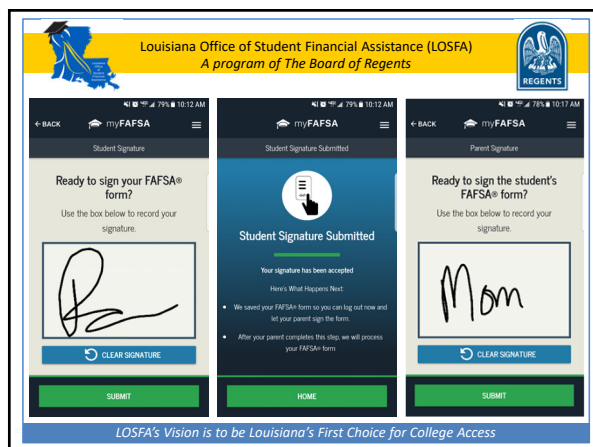 Louisiana Office of Student Financial Assistance (LOSFA)
A program of The Board of Regents
REGENTS
79% 10:12 AM
BACK
myFAFSA
Student Signature
Ready to sign your FAFSA®
form?
Use the box below to record your
signature.
CLEAR SIGNATURE
SUBMIT
79% 10:12 AM
myFAFSA
Student Signature Submitted
Student Signature Submitted
Your signature has been accepted
Here's What Happens Next:
We saved your FAFSA® form so you can log out now and
let your parent sign the form.
After your parent completes this step, we will process
your FAFSA® form
HOME
78% 10:17 AM
BACK
myFAFSA
Parent Signature
Ready to sign the student's
FAFSA® form?
Use the box below to record your
signature.
Mom
CLEAR SIGNATURE
SUBMIT
LOSFA's Vision is to be Louisiana's First Choice for College Access